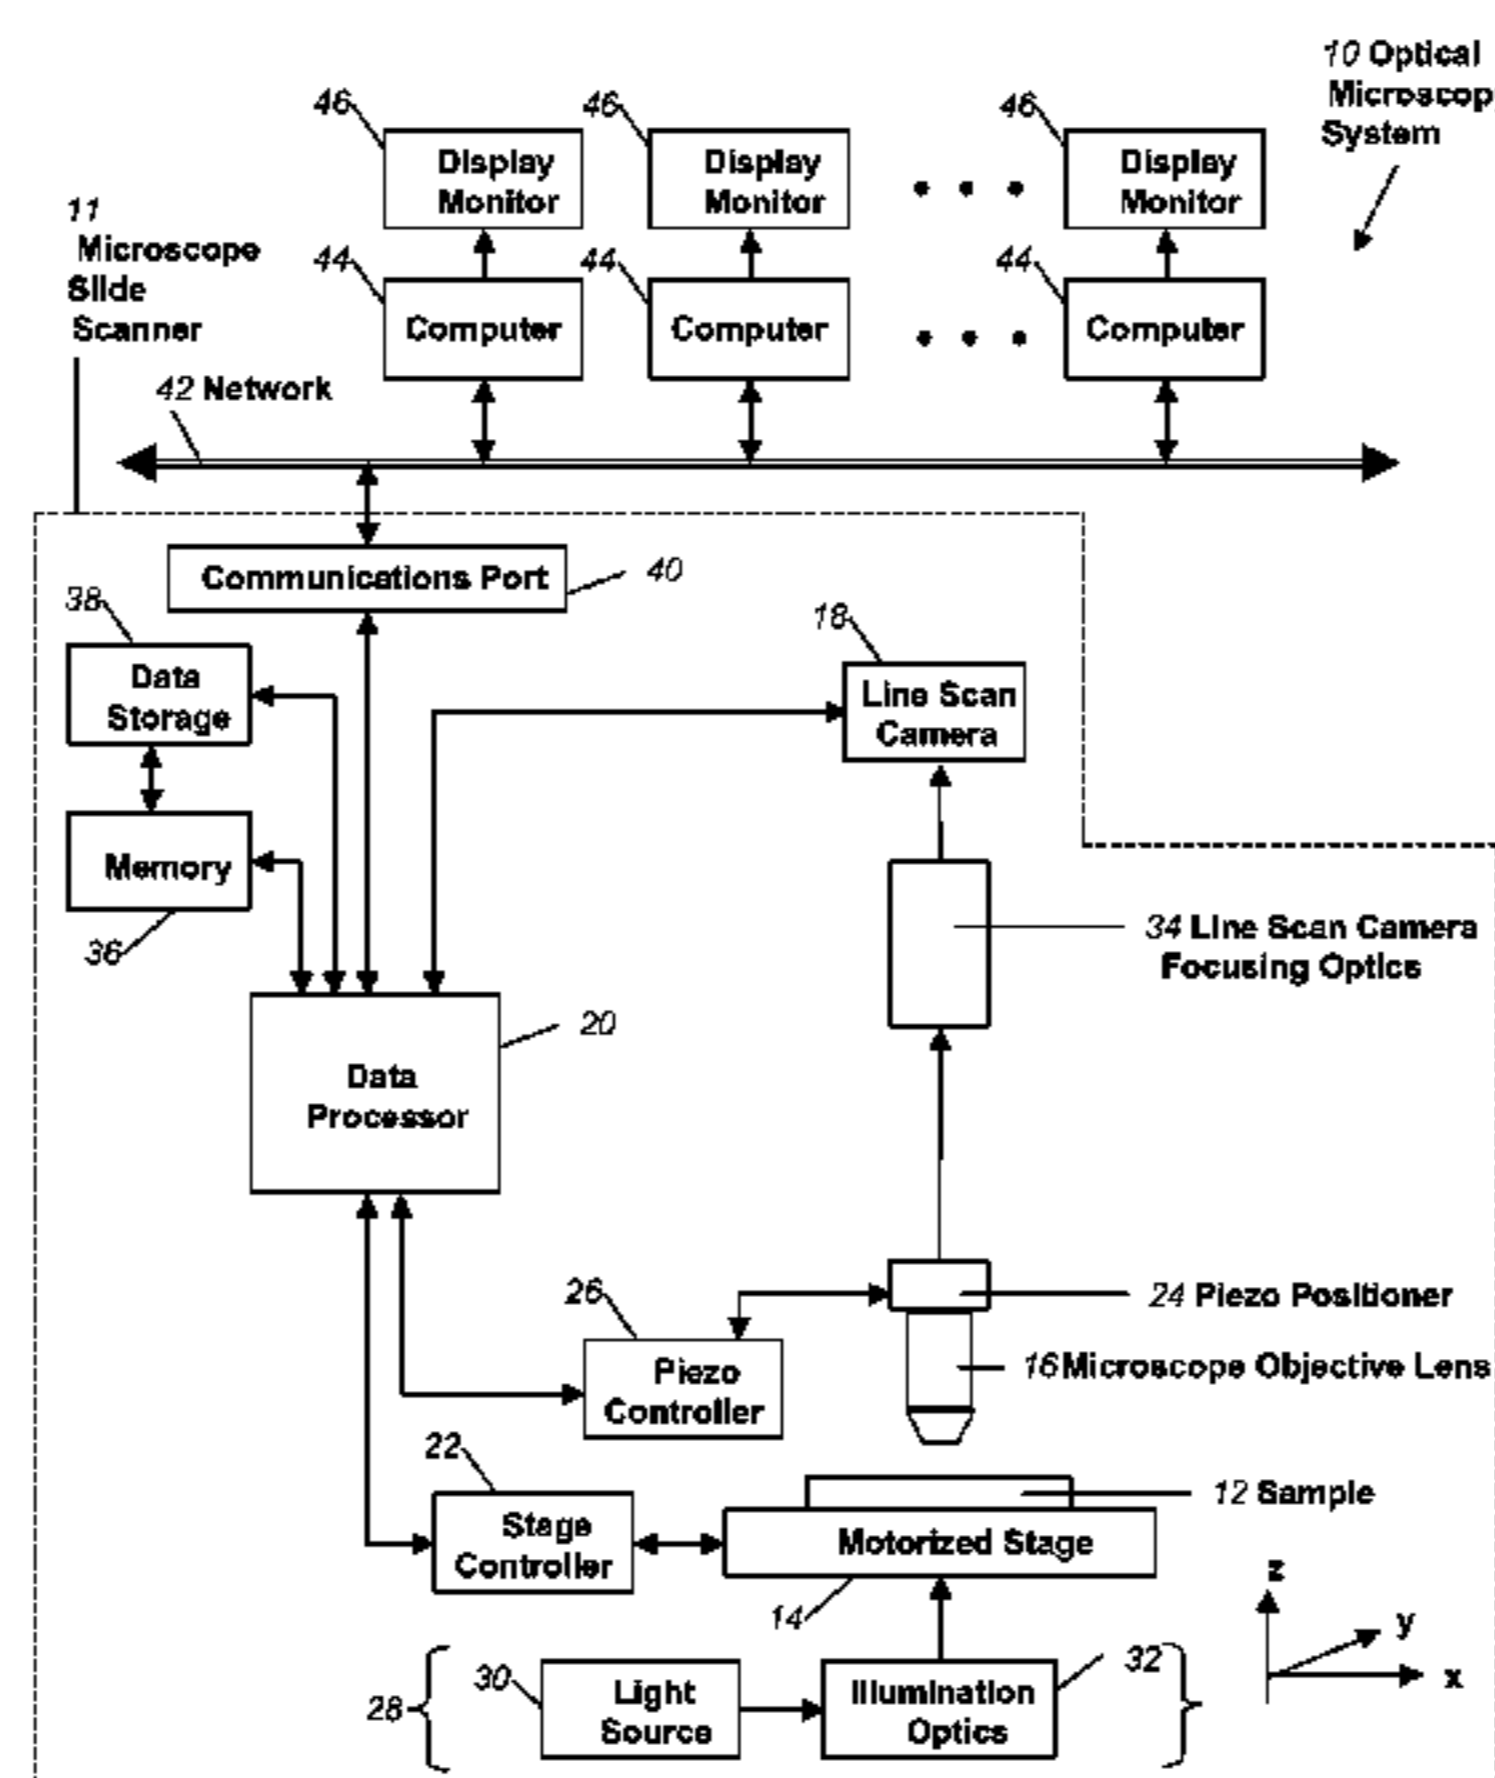 10 Optical
Microscop
System
46
46
46
Display
Monitor
Display
Monitor
Display
Monitor
11
Microscope
Slide
Scanner
44
44
44
Computer
Computer
Computer
42 Network
Communications Port
40
38
18
Data
Storage
Line Scan
Camera
Memory
36
34 Line Scan Camera
Focusing Optics
20
Data
Processor
26
24 Piezo Positioner
Piezo
Controller
16 Microscope Objective Lens
22
12 Sample
Stage
Controller
Motorized Stage
14
z
y
x
28
30
Light
Source
Illumination
Optics
32